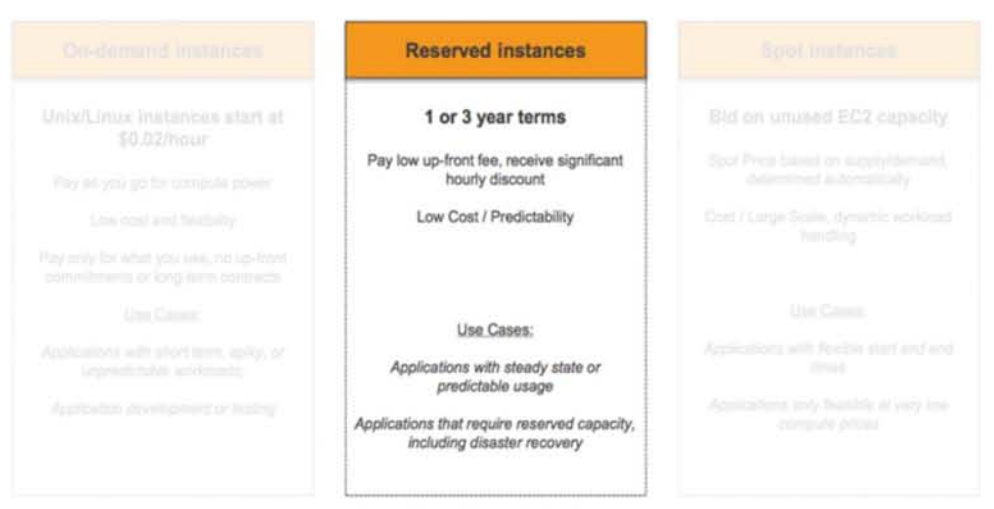 On-demand instances
Unix/Linux instances start at
$0.02/hour
Pay as you go for compute power
Low cost and flexibility
Pay only for what you use, no up-front
commitments or long term contracts
Use Cases:
Applications with short term, spiky, or
unpredictable workloads;
Application development or testing
Reserved instances
1 or 3 year terms
Pay low up-front fee, receive significant
hourly discount
Low Cost / Predictability
Use Cases:
Applications with steady state or
predictable usage
Applications that require reserved capacity,
including disaster recovery
Spot instances
Bid on unused EC2 capacity
Spot Price based on supply/demand,
determined automatically
Cost / Large Scale, dynamic workload
handling
Use Cases:
Applications with flexible start and end
times
Applications only feasible at very low
compute prices